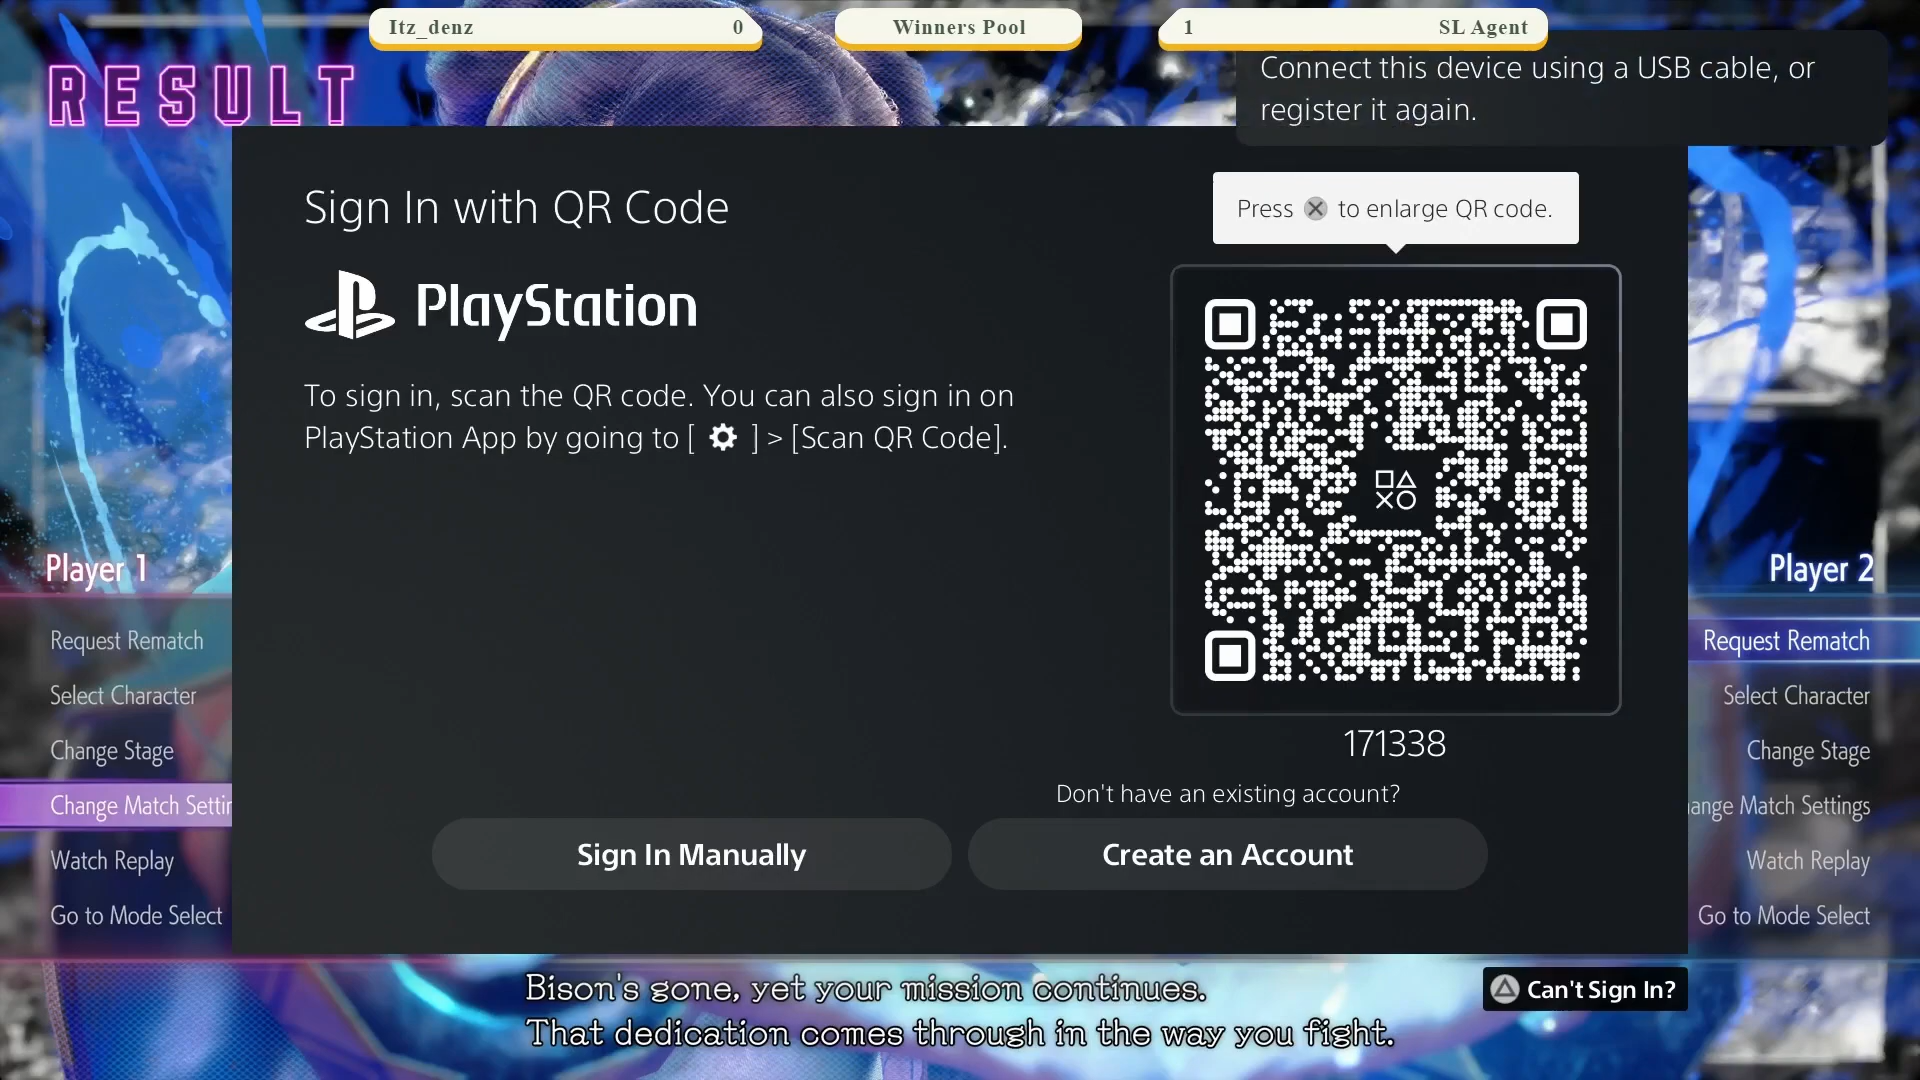 Itz_denz 0
Winners Pool
1 SL Agent
RESULT
Connect this device using a USB cable, or
register it again.
Sign In with QR Code
Press to enlarge QR code.
PlayStation
To sign in, scan the QR code. You can also sign in on
PlayStation App by going to [ ] > [Scan QR Code].
171338
Don't have an existing account?
Sign In Manually
Create an Account
Player 1
Request Rematch
Select Character
Change Stage
Change Match Settin
Watch Replay
Go to Mode Select
Player 2
Request Rematch
Select Character
Change Stage
ange Match Settings
Watch Replay
Go to Mode Select
Bison's gone, yet your mission continues.
That dedication comes through in the way you fight.
Can't Sign In?